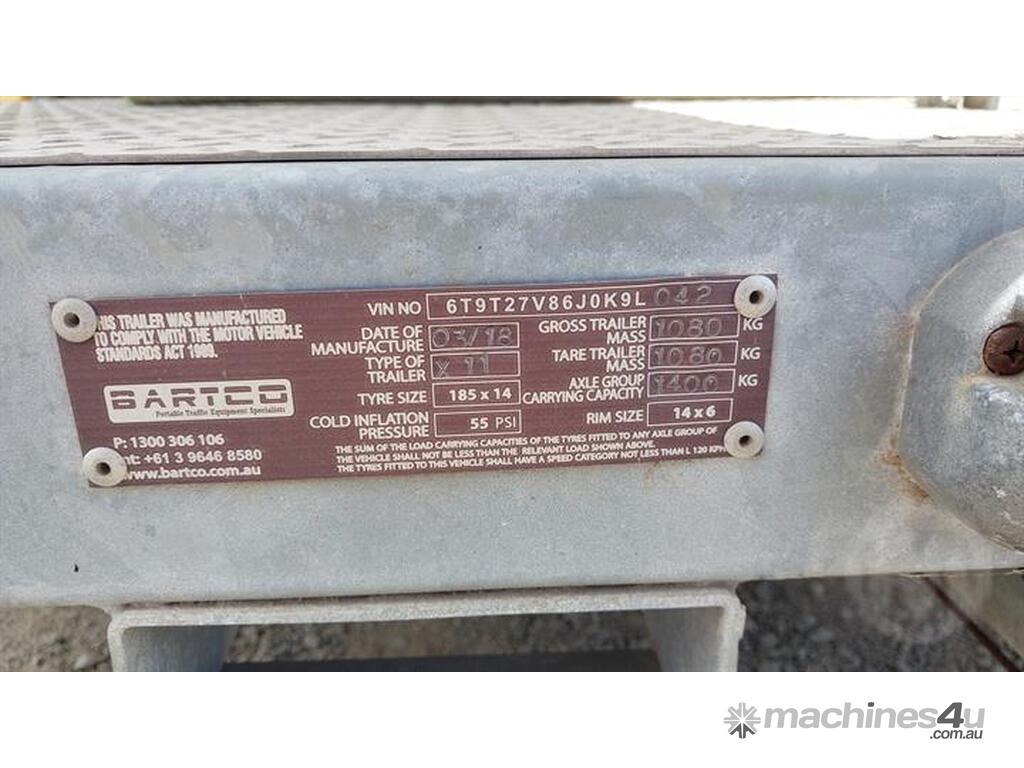 VIN NO 6T9T27V86J0K9L 042
HIS TRAILER WAS MANUFACTURED
TO COMPLY WITH THE MOTOR VEHICLE
STANDARDS ACT 1989.
BARTCO
Portable Traffic Equipment Specialists
P: 1300 306 106
nt: +61 3 9646 8580
www.bartco.com.au
DATE OF MANUFACTURE 03/18
TYPE OF TRAILER X 11
TYRE SIZE 185 x 14
COLD INFLATION PRESSURE 55 PSI
GROSS TRAILER MASS 1080 KG
TARE TRAILER MASS 1080 KG
AXLE GROUP CARRYING CAPACITY 1400 KG
RIM SIZE 14 x 6
THE SUM OF THE LOAD CARRYING CAPACITIES OF THE TYRES FITTED TO ANY AXLE GROUP OF
THE VEHICLE SHALL NOT BE LESS THAN THE RELEVANT LOAD SHOWN ABOVE.
THE TYRES FITTED TO THIS VEHICLE SHALL HAVE A SPEED CATEGORY NOT LESS THAN L 120 KPH
machines4u
.com.au